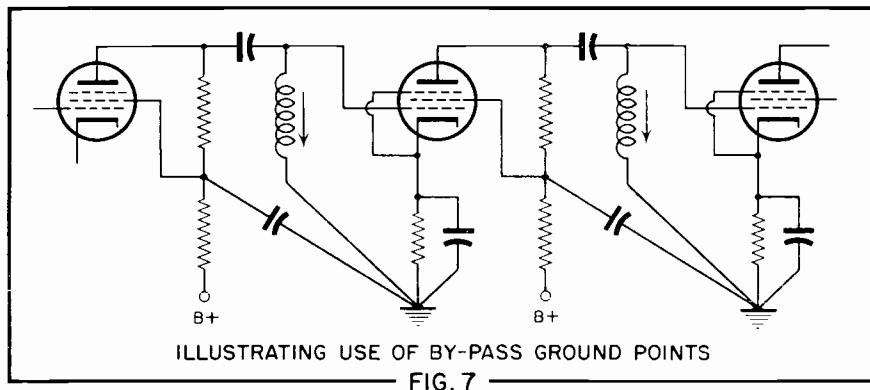 B+
B+
ILLUSTRATING USE OF BY-PASS GROUND POINTS
FIG. 7